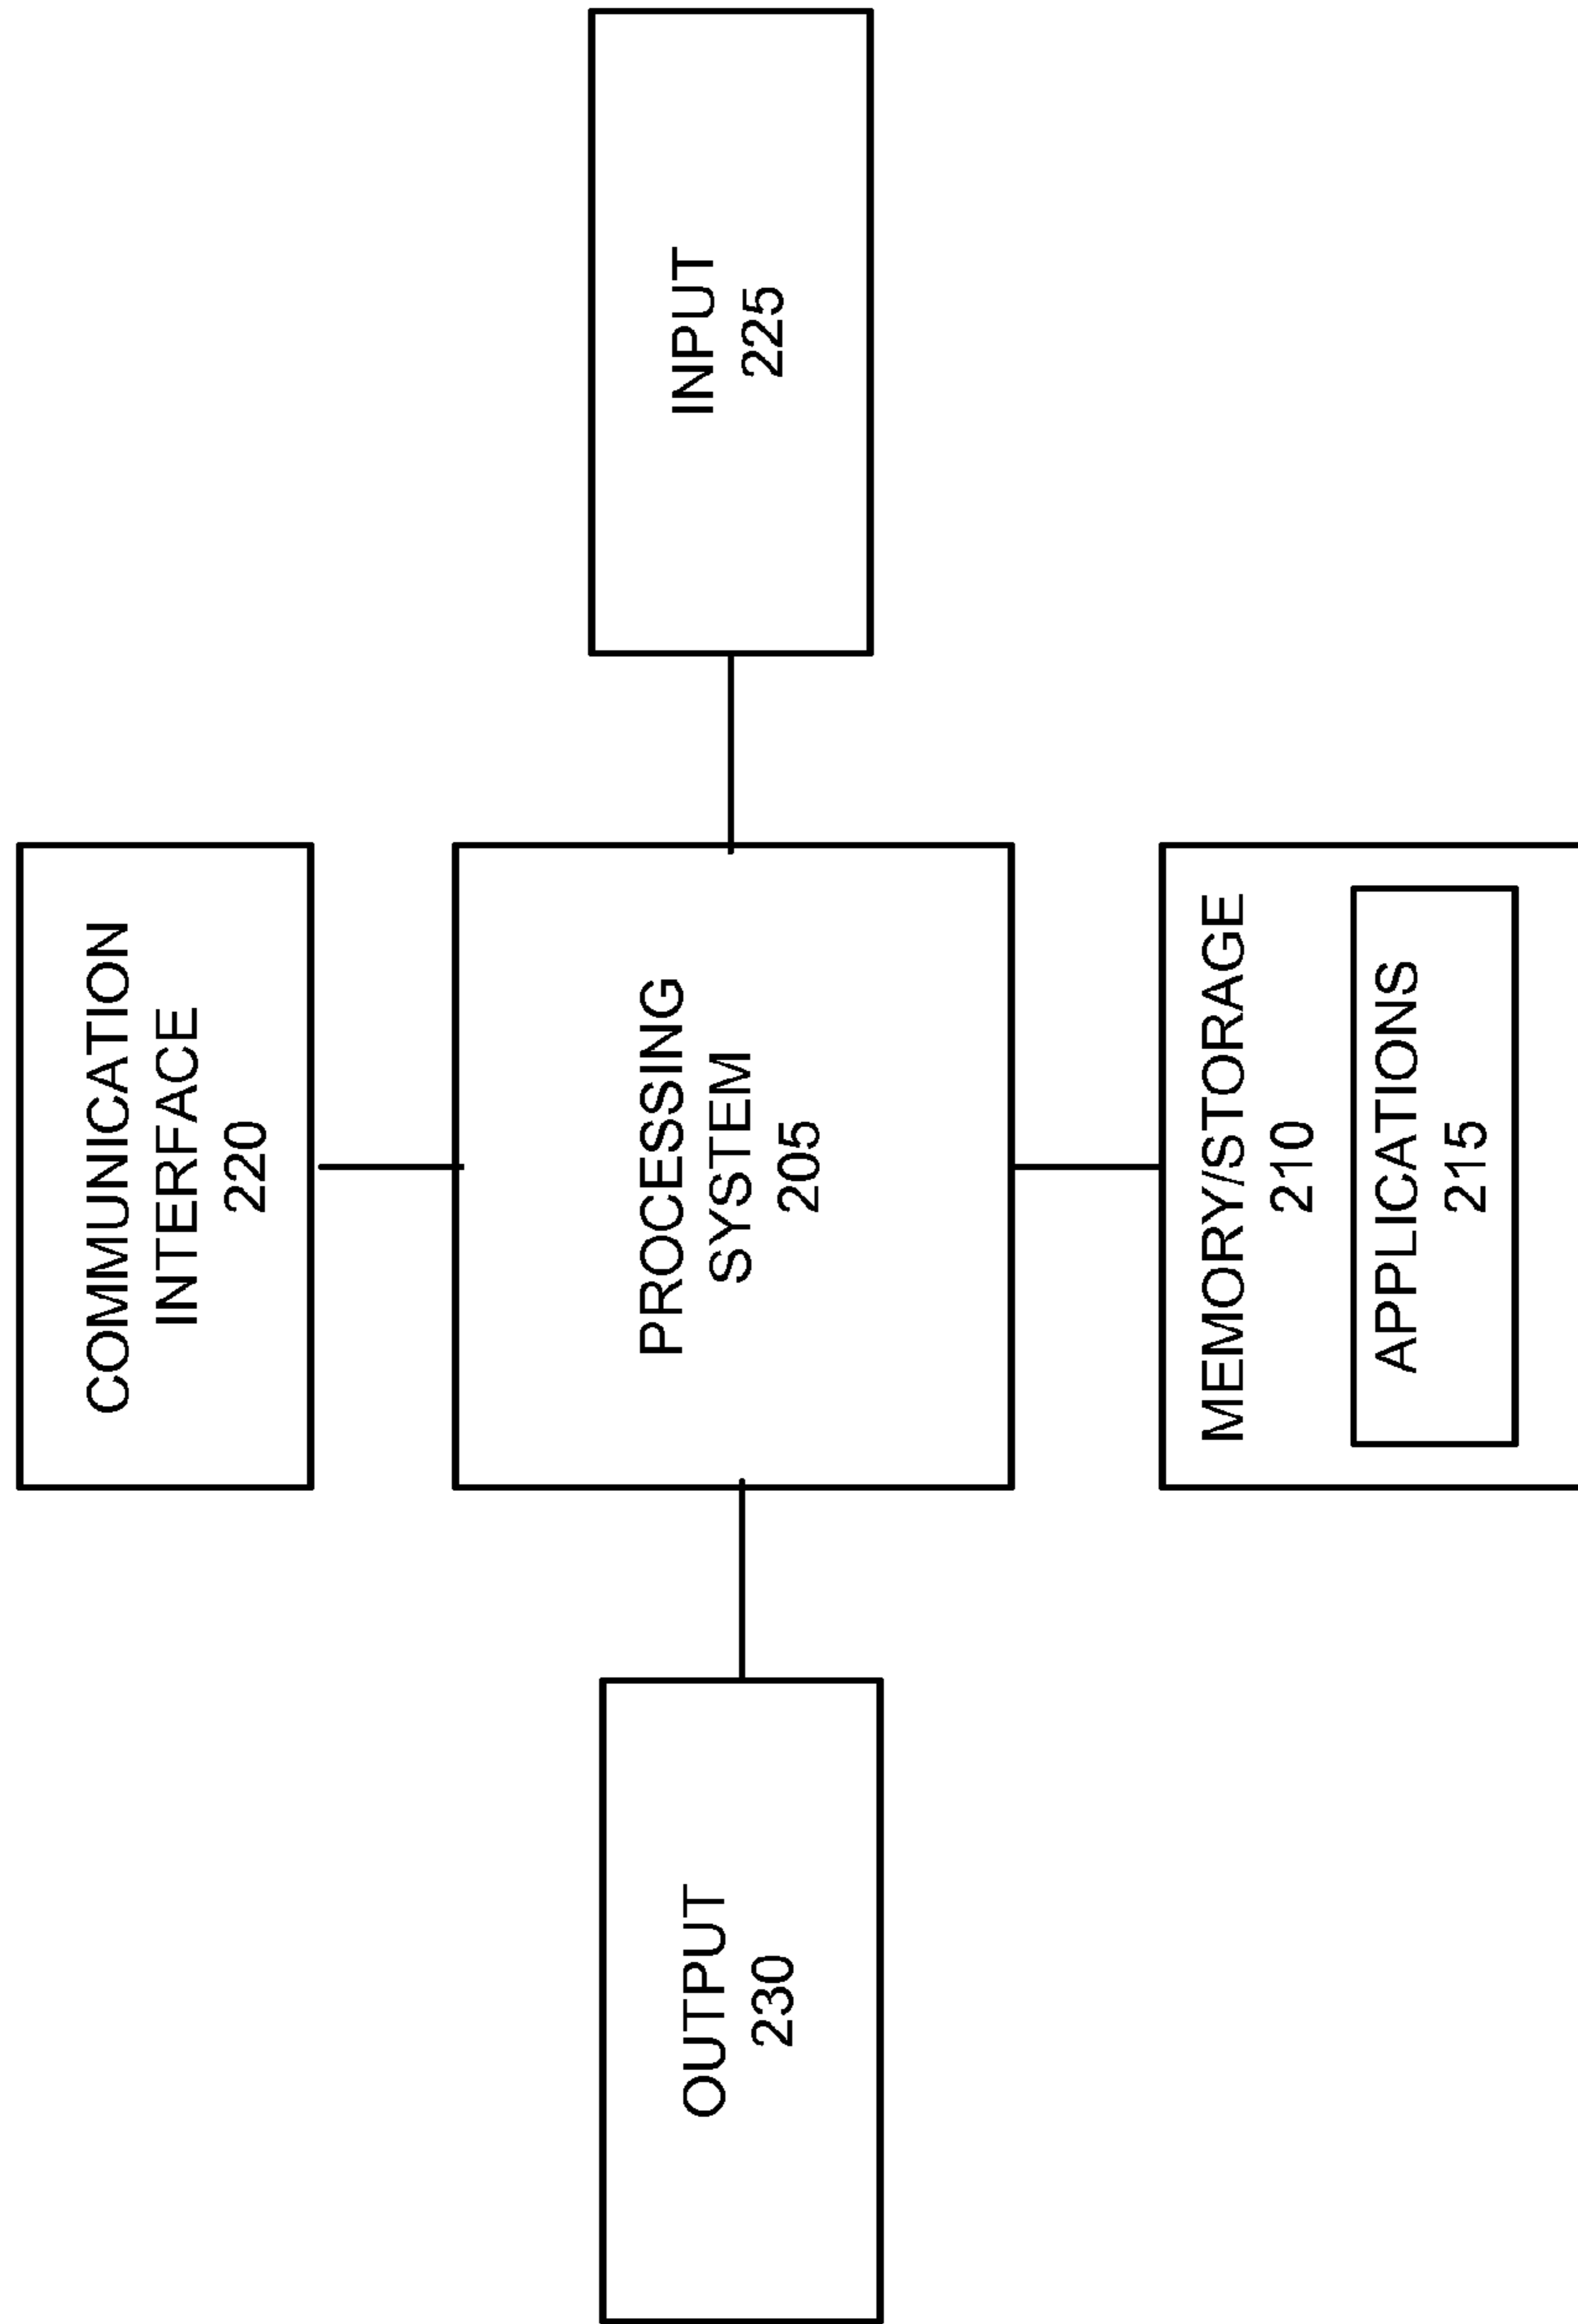 COMMUNICATION
INTERFACE
220
OUTPUT
230
PROCESSING
SYSTEM
205
INPUT
225
MEMORY/STORAGE
210
APPLICATIONS
215